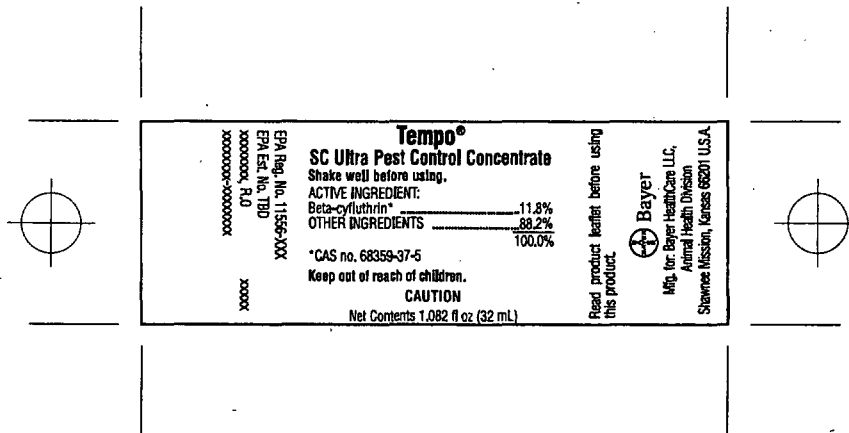 EPA Reg. No. 11556-XXX
EPA Est. No. TBD
XXXXXXXX, R.0 XXXXX
XXXXXXXX-XXXXXXXX
Tempo®
SC Ultra Pest Control Concentrate
Shake well before using.
ACTIVE INGREDIENT:
Beta-cyfluthrin* 11.8%
OTHER INGREDIENTS 88.2%
100.0%
*CAS no. 68359-37-5
Keep out of reach of children.
CAUTION
Net Contents 1.082 fl oz (32 mL)
Read product leaflet before using
this product.
Bayer
Mfg. for: Bayer HealthCare LLC,
Animal Health Division
Shawnee Mission, Kansas 66201 U.S.A.